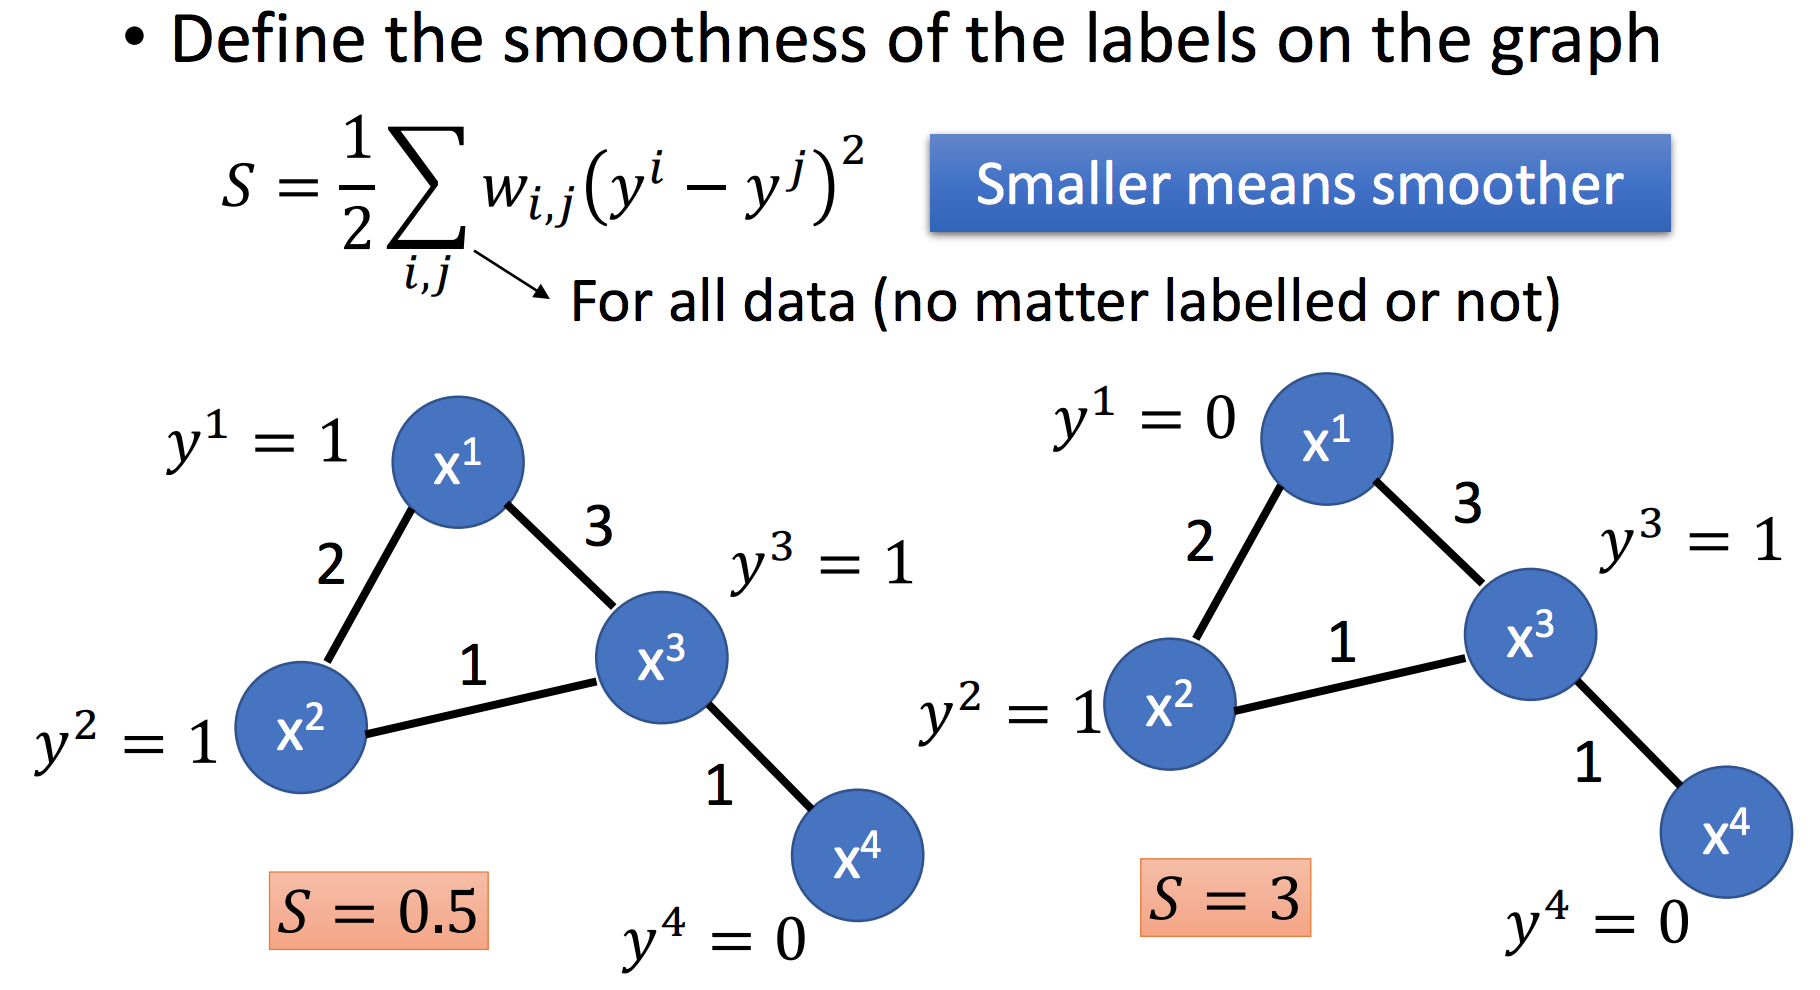 • Define the smoothness of the labels on the graph
S = 1/2 ∑_{i,j} w_{i,j}(y^i − y^j)^2
Smaller means smoother
For all data (no matter labelled or not)
y^1 = 1
x^1
2
3
y^3 = 1
x^3
1
y^2 = 1
x^2
1
x^4
S = 0.5
y^4 = 0
y^1 = 0
x^1
2
3
y^3 = 1
x^3
1
y^2 = 1
x^2
1
x^4
S = 3
y^4 = 0